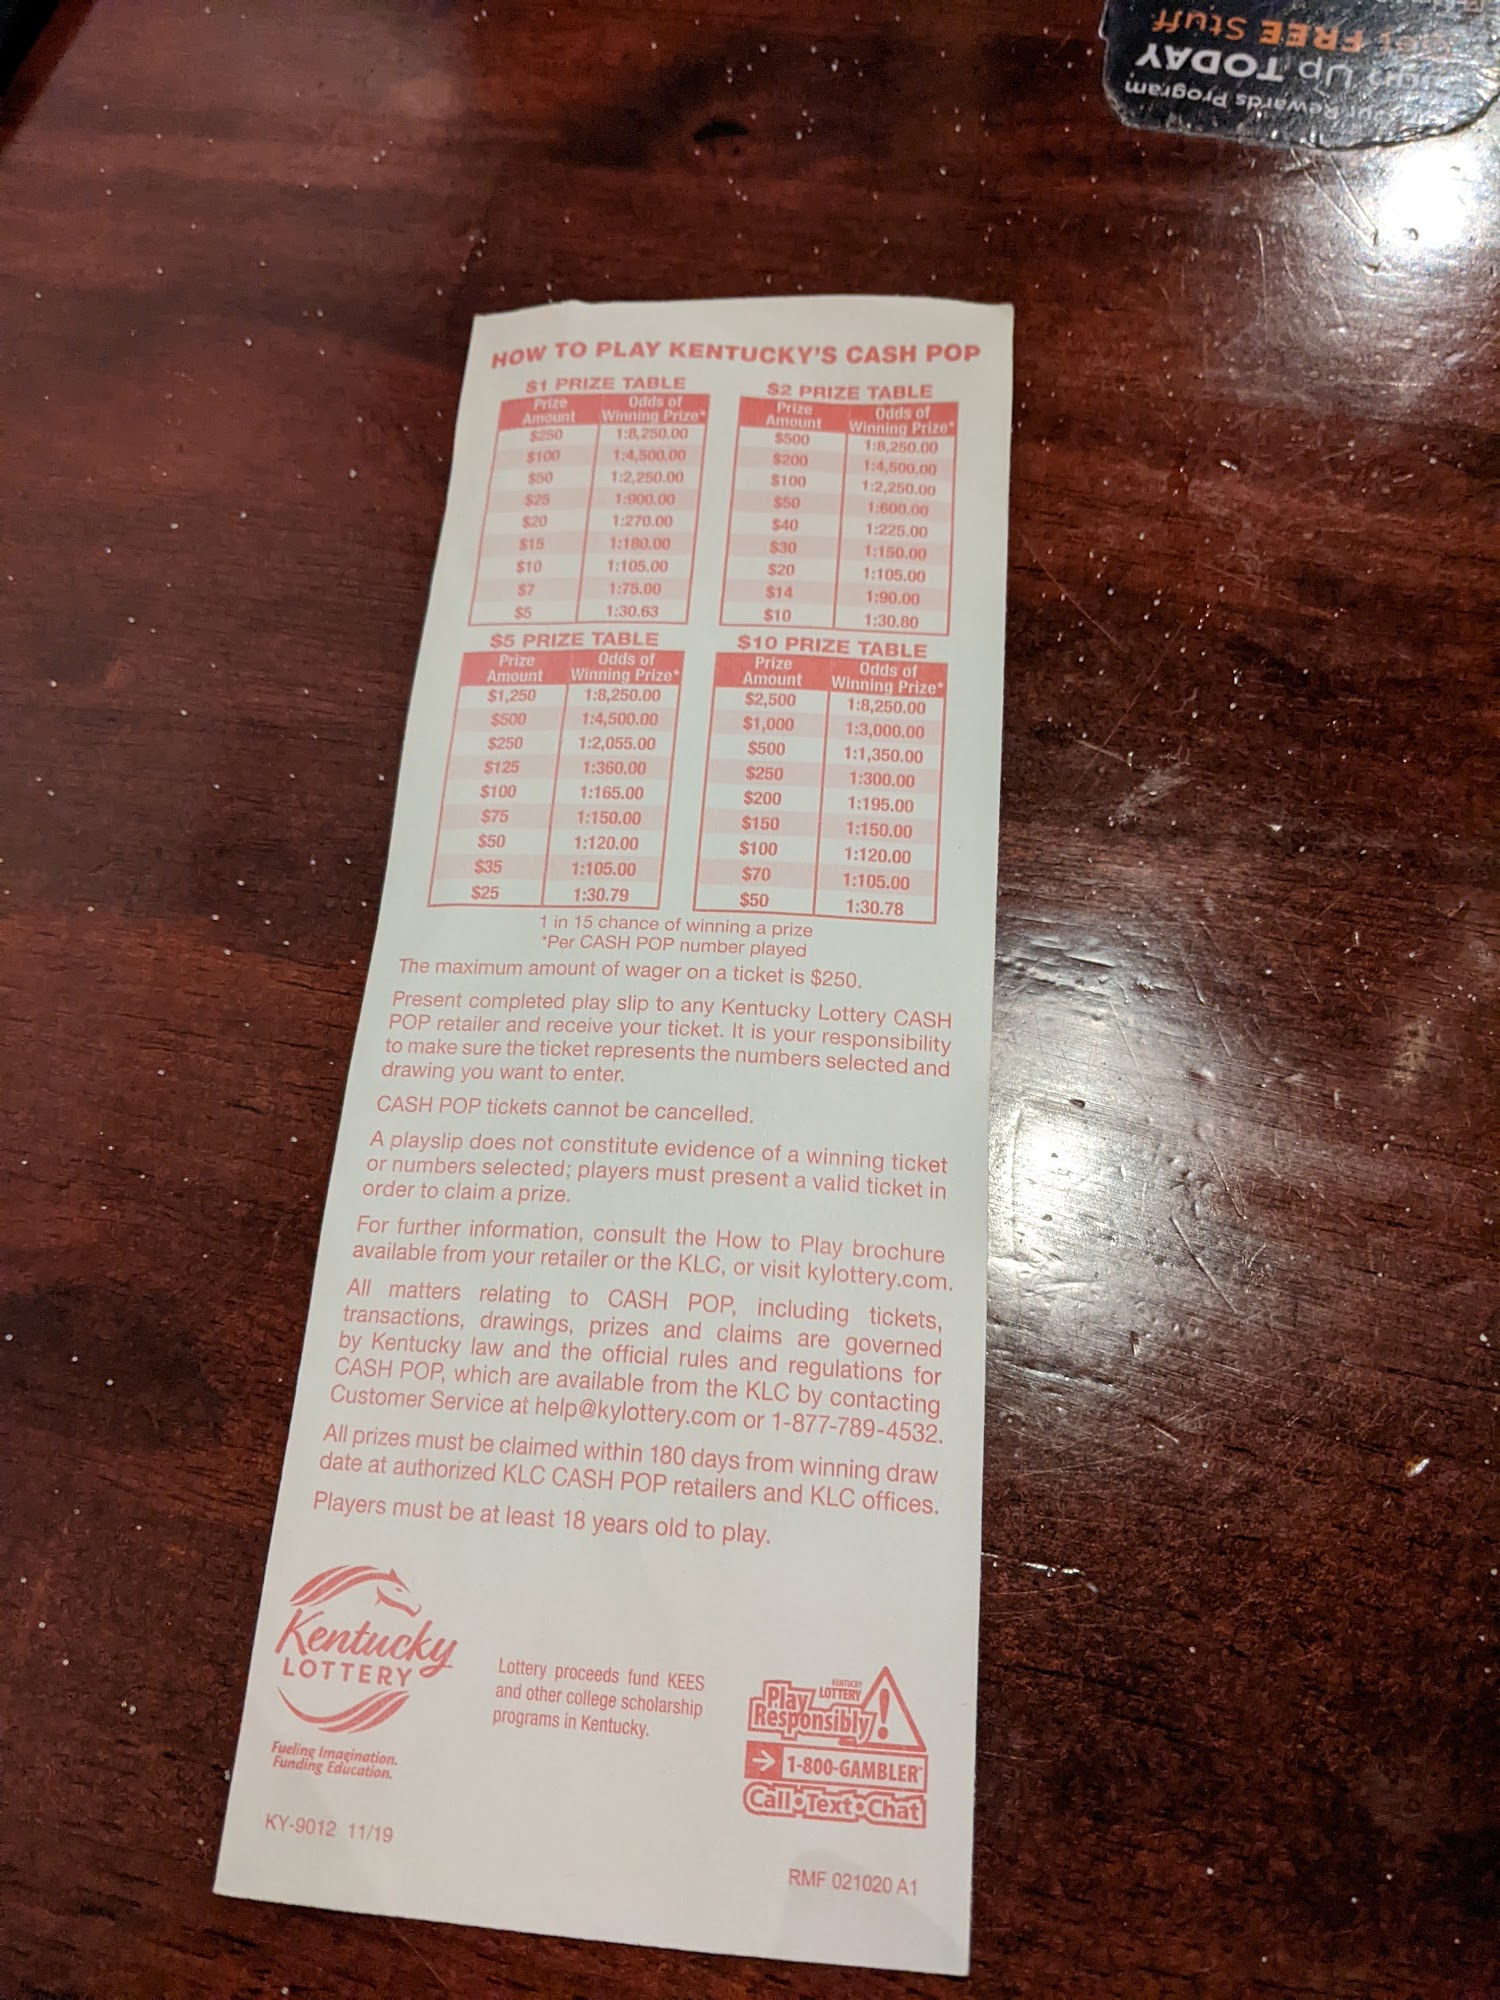 Get FREE Stuff
Sign Up TODAY
Rewards Program
HOW TO PLAY KENTUCKY'S CASH POP
$1 PRIZE TABLE
Prize Amount Odds of Winning Prize*
$250 1:8,250.00
$100 1:4,500.00
$50 1:2,250.00
$25 1:900.00
$20 1:270.00
$15 1:180.00
$10 1:105.00
$7 1:75.00
$5 1:30.63
$2 PRIZE TABLE
Prize Amount Odds of Winning Prize*
$500 1:8,250.00
$200 1:4,500.00
$100 1:2,250.00
$50 1:600.00
$40 1:225.00
$30 1:150.00
$20 1:105.00
$14 1:90.00
$10 1:30.80
$5 PRIZE TABLE
Prize Amount Odds of Winning Prize*
$1,250 1:8,250.00
$500 1:4,500.00
$250 1:2,055.00
$125 1:360.00
$100 1:165.00
$75 1:150.00
$50 1:120.00
$35 1:105.00
$25 1:30.79
$10 PRIZE TABLE
Prize Amount Odds of Winning Prize*
$2,500 1:8,250.00
$1,000 1:3,000.00
$500 1:1,350.00
$250 1:300.00
$200 1:195.00
$150 1:150.00
$100 1:120.00
$70 1:105.00
$50 1:30.78
1 in 15 chance of winning a prize
*Per CASH POP number played
The maximum amount of wager on a ticket is $250.
Present completed play slip to any Kentucky Lottery CASH
POP retailer and receive your ticket. It is your responsibility
to make sure the ticket represents the numbers selected and
drawing you want to enter.
CASH POP tickets cannot be cancelled.
A playslip does not constitute evidence of a winning ticket
or numbers selected; players must present a valid ticket in
order to claim a prize.
For further information, consult the How to Play brochure
available from your retailer or the KLC, or visit kylottery.com.
All matters relating to CASH POP, including tickets,
transactions, drawings, prizes and claims are governed
by Kentucky law and the official rules and regulations for
CASH POP, which are available from the KLC by contacting
Customer Service at help@kylottery.com or 1-877-789-4532.
All prizes must be claimed within 180 days from winning draw
date at authorized KLC CASH POP retailers and KLC offices.
Players must be at least 18 years old to play.
Kentucky
LOTTERY
Fueling Imagination.
Funding Education.
Lottery proceeds fund KEES
and other college scholarship
programs in Kentucky.
KENTUCKY
LOTTERY
Play
Responsibly!
1-800-GAMBLER
Call•Text•Chat
KY-9012 11/19
RMF 021020 A1